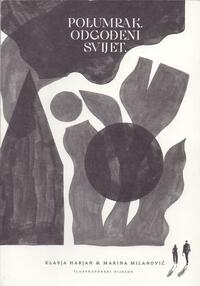 POLUMRAK.
ODGOĐENI
SVIJET.
KLASJA HABJAN & MARINA MILANOVIĆ
ILUSTRATORSKI DIJALOG